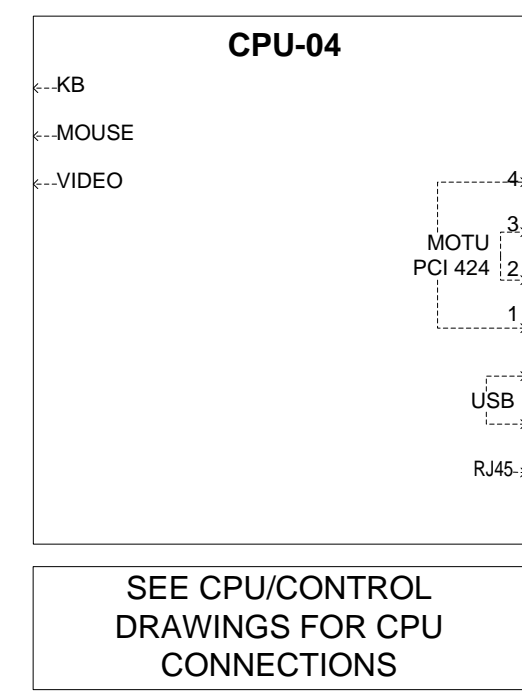 CPU-04
KB
MOUSE
VIDEO
4
3
MOTU
PCI 424
2
1
USB
RJ45
SEE CPU/CONTROL
DRAWINGS FOR CPU
CONNECTIONS